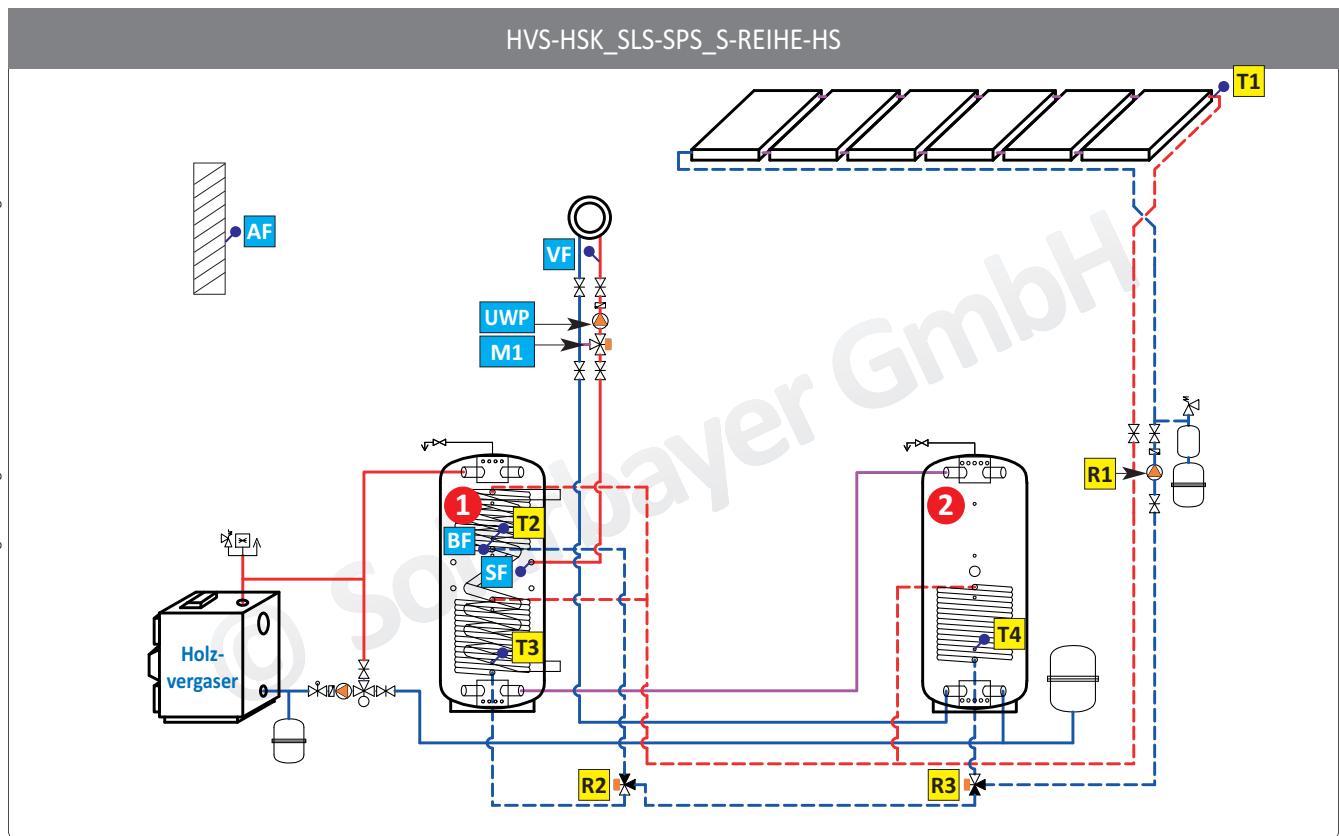 HVS-HSK_SLS-SPS_S-REIHE-HS
T1
AF
VF
UWP
M1
R1
1
2
T2
BF
SF
T3
T4
Holz-
vergaser
R2
R3
© Solarbayer GmbH